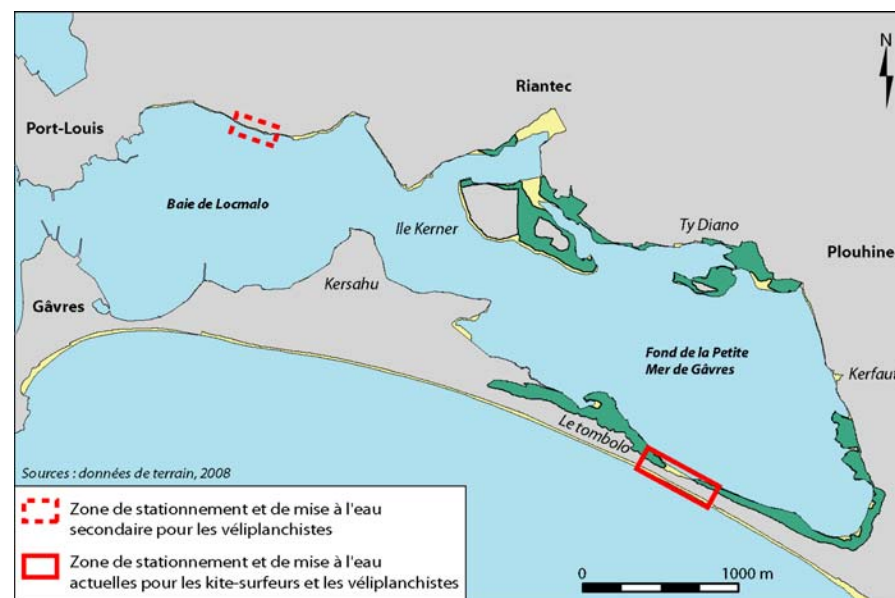 N
Riantec
Port-Louis
Baie de Locmalo
Ile Kerner
Ty Diano
Plouhinec
Kersahu
Gâvres
Fond de la Petite
Mer de Gâvres
Kerfaut
Le tombolo
Sources : données de terrain, 2008
Zone de stationnement et de mise à l'eau
secondaire pour les véliplanchistes
Zone de stationnement et de mise à l'eau
actuelles pour les kite-surfeurs et les véliplanchistes
0 1000 m